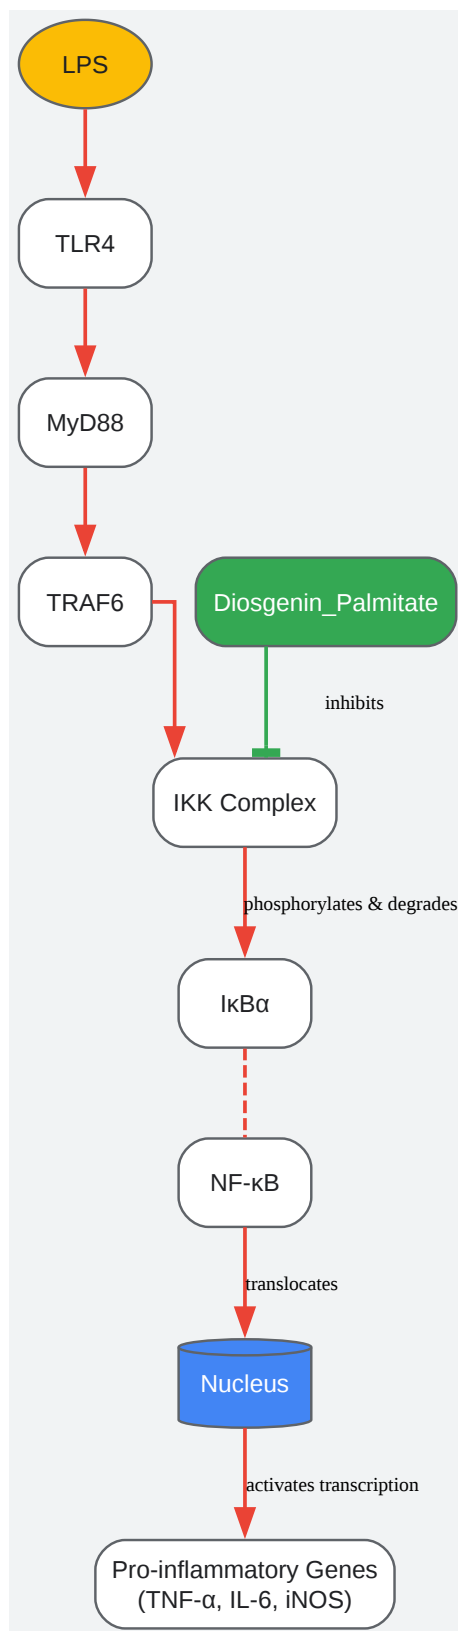 LPS
TLR4
MyD88
TRAF6
Diosgenin_Palmitate
inhibits
IKK Complex
phosphorylates & degrades
IκBα
NF-κB
translocates
Nucleus
activates transcription
Pro-inflammatory Genes
(TNF-α, IL-6, iNOS)